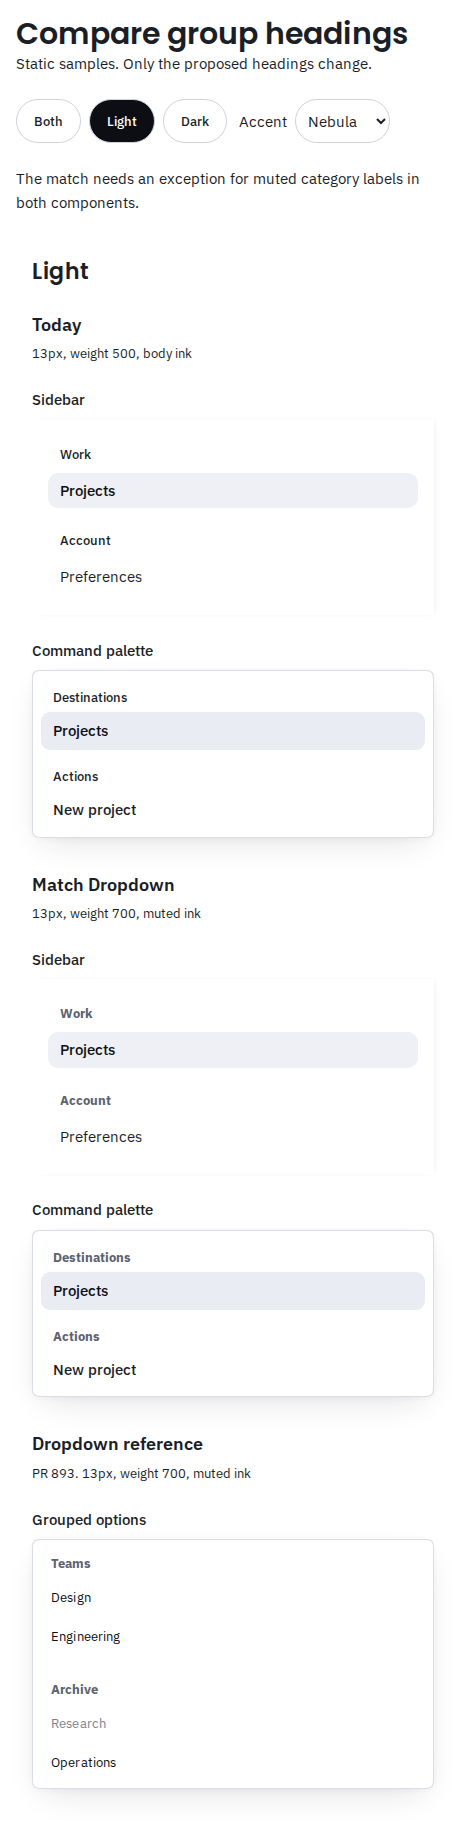 Compare group headings
Static samples. Only the proposed headings change.
Both Light Dark Accent Nebula
The match needs an exception for muted category labels in
both components.
Light
Today
13px, weight 500, body ink
Sidebar
Work
Projects
Account
Preferences
Command palette
Destinations
Projects
Actions
New project
Match Dropdown
13px, weight 700, muted ink
Sidebar
Work
Projects
Account
Preferences
Command palette
Destinations
Projects
Actions
New project
Dropdown reference
PR 893. 13px, weight 700, muted ink
Grouped options
Teams
Design
Engineering
Archive
Research
Operations